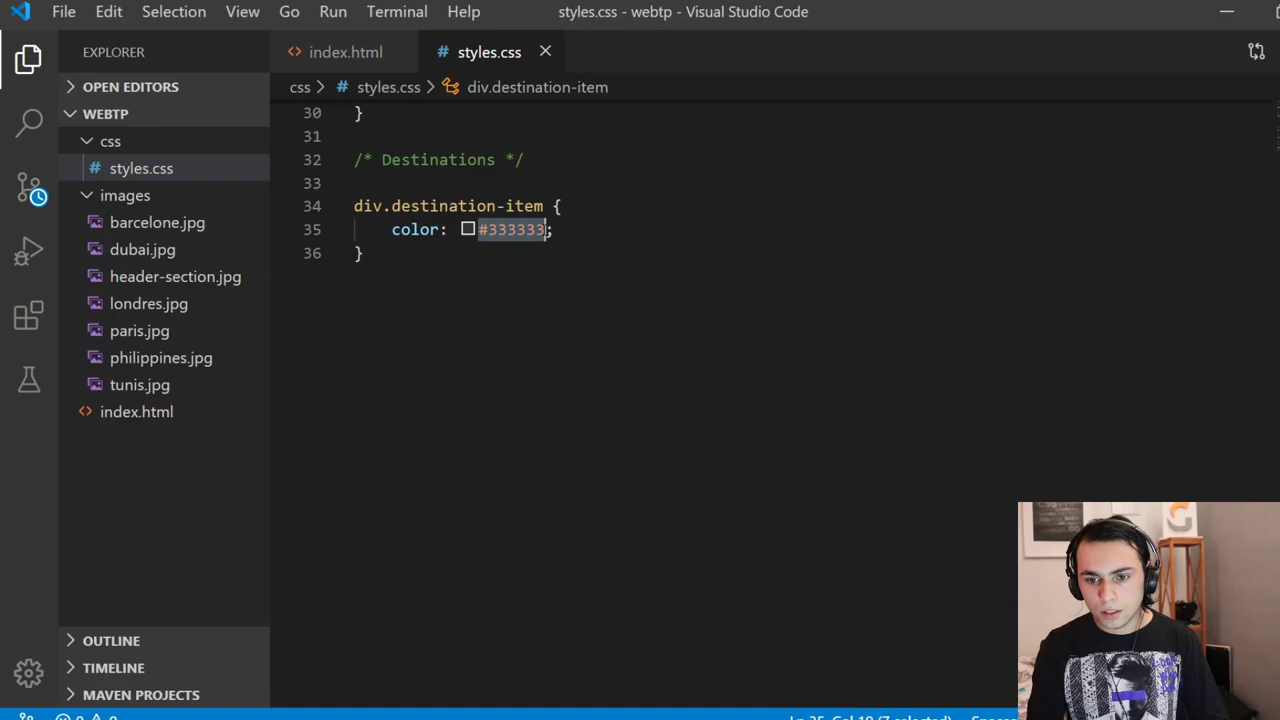 File Edit Selection View Go Run Terminal Help styles.css - webtp - Visual Studio Code
EXPLORER
index.html
# styles.css
OPEN EDITORS
css > # styles.css > div.destination-item
WEBTP
css
# styles.css
images
barcelone.jpg
dubai.jpg
header-section.jpg
londres.jpg
paris.jpg
philippines.jpg
tunis.jpg
index.html
OUTLINE
TIMELINE
MAVEN PROJECTS
30 }
31
32 /* Destinations */
33
34 div.destination-item {
35 color: #333333;
36 }